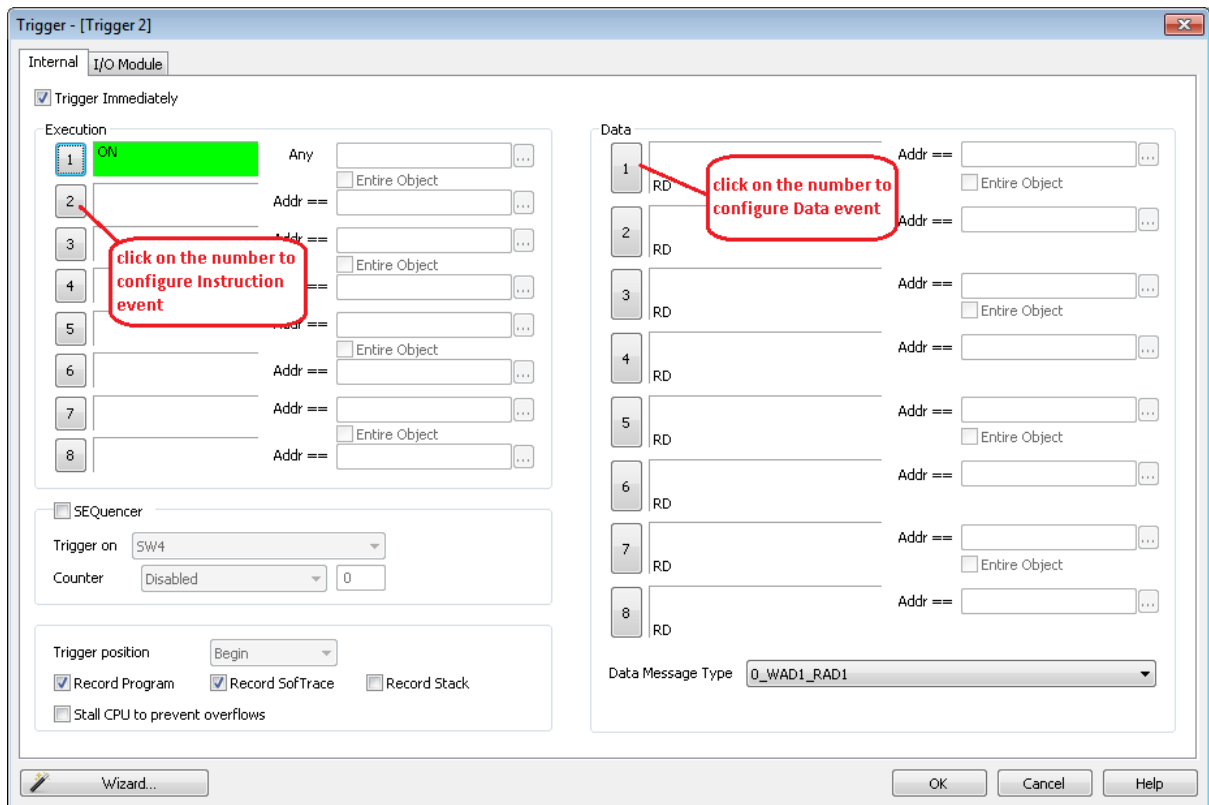 Trigger - [Trigger 2]
Internal
I/O Module
Trigger Immediately
Execution
1 ON Any ...
Entire Object
2 Addr == ...
3 Addr == ...
Entire Object
4 == ...
5 Addr == ...
Entire Object
6 Addr == ...
7 Addr == ...
Entire Object
8 Addr == ...
click on the number to
configure Instruction
event
SEQuencer
Trigger on SW4
Counter Disabled 0
Trigger position Begin
Record Program Record SofTrace Record Stack
Stall CPU to prevent overflows
Data
1 RD Addr == ...
Entire Object
click on the number to
configure Data event
2 RD Addr == ...
3 RD Addr == ...
Entire Object
4 RD Addr == ...
5 RD Addr == ...
Entire Object
6 RD Addr == ...
7 RD Addr == ...
Entire Object
8 RD Addr == ...
Data Message Type 0_WAD1_RAD1
Wizard...
OK
Cancel
Help